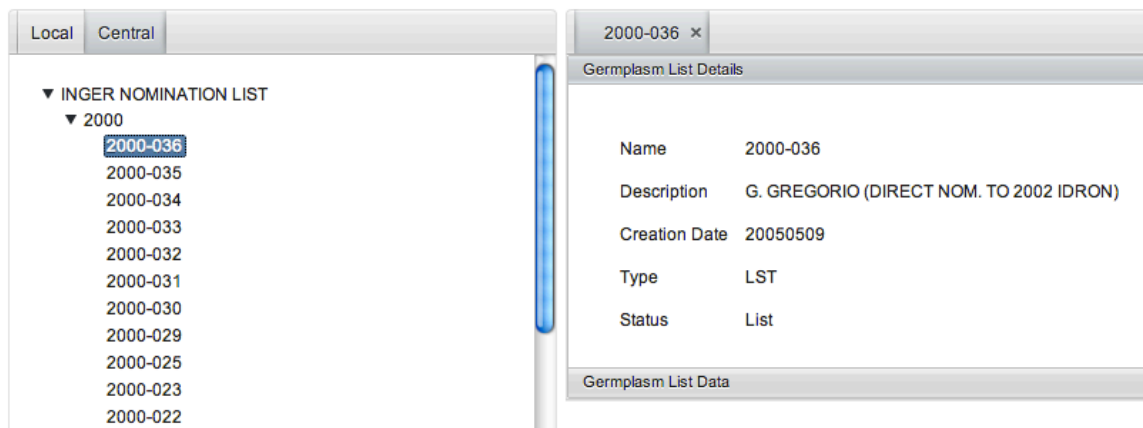 Local Central
▼ INGER NOMINATION LIST
▼ 2000
2000-036
2000-035
2000-034
2000-033
2000-032
2000-031
2000-030
2000-029
2000-025
2000-023
2000-022
2000-036 ×
Germplasm List Details
Name 2000-036
Description G. GREGORIO (DIRECT NOM. TO 2002 IDRON)
Creation Date 20050509
Type LST
Status List
Germplasm List Data